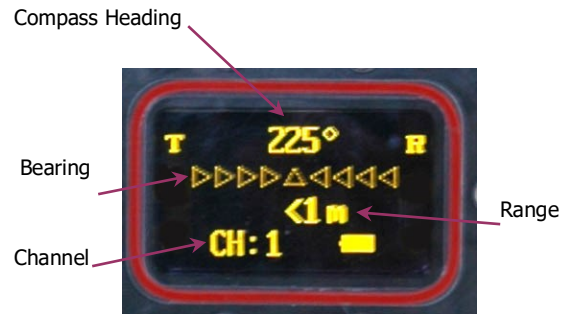 Compass Heading
T 225° R
Bearing
<1 m
Range
CH:1
Channel